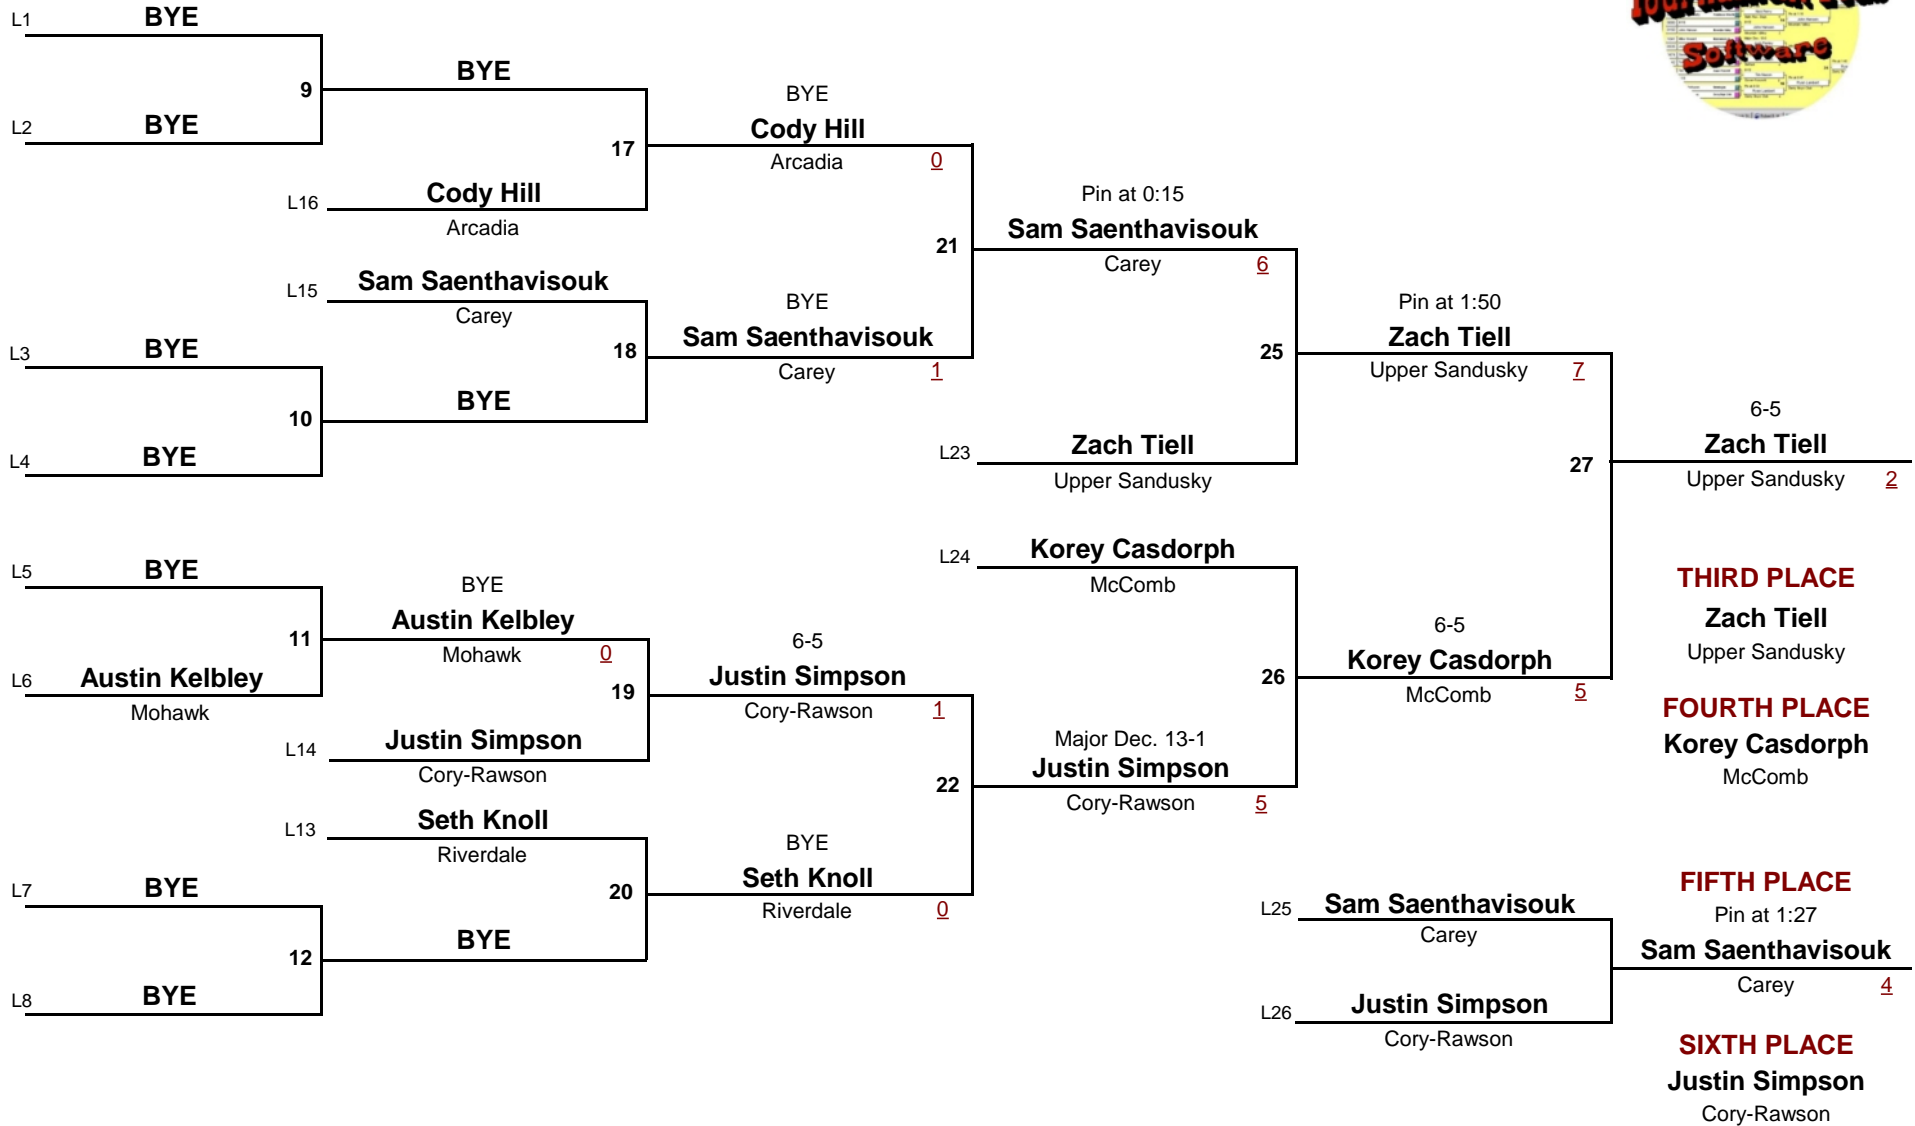 L1 BYE
9
BYE
L2 BYE
17
BYE
Cody Hill
Arcadia 0
L16 Cody Hill
Arcadia
21
Pin at 0:15
Sam Saenthavisouk
Carey 6
L15 Sam Saenthavisouk
Carey
18
BYE
Sam Saenthavisouk
Carey 1
L3 BYE
10
BYE
L4 BYE
25
Pin at 1:50
Zach Tiell
Upper Sandusky 7
L23 Zach Tiell
Upper Sandusky
27
6-5
Zach Tiell
Upper Sandusky 2
L5 BYE
11
BYE
Austin Kelbley
Mohawk 0
L6 Austin Kelbley
Mohawk
19
6-5
Justin Simpson
Cory-Rawson 1
L14 Justin Simpson
Cory-Rawson
L13 Seth Knoll
Riverdale
20
BYE
Seth Knoll
Riverdale 0
L7 BYE
12
BYE
L8 BYE
22
Major Dec. 13-1
Justin Simpson
Cory-Rawson 5
L24 Korey Casdorph
McComb
26
6-5
Korey Casdorph
McComb 5
THIRD PLACE
Zach Tiell
Upper Sandusky
FOURTH PLACE
Korey Casdorph
McComb
L25 Sam Saenthavisouk
Carey
L26 Justin Simpson
Cory-Rawson
FIFTH PLACE
Pin at 1:27
Sam Saenthavisouk
Carey 4
SIXTH PLACE
Justin Simpson
Cory-Rawson
Software